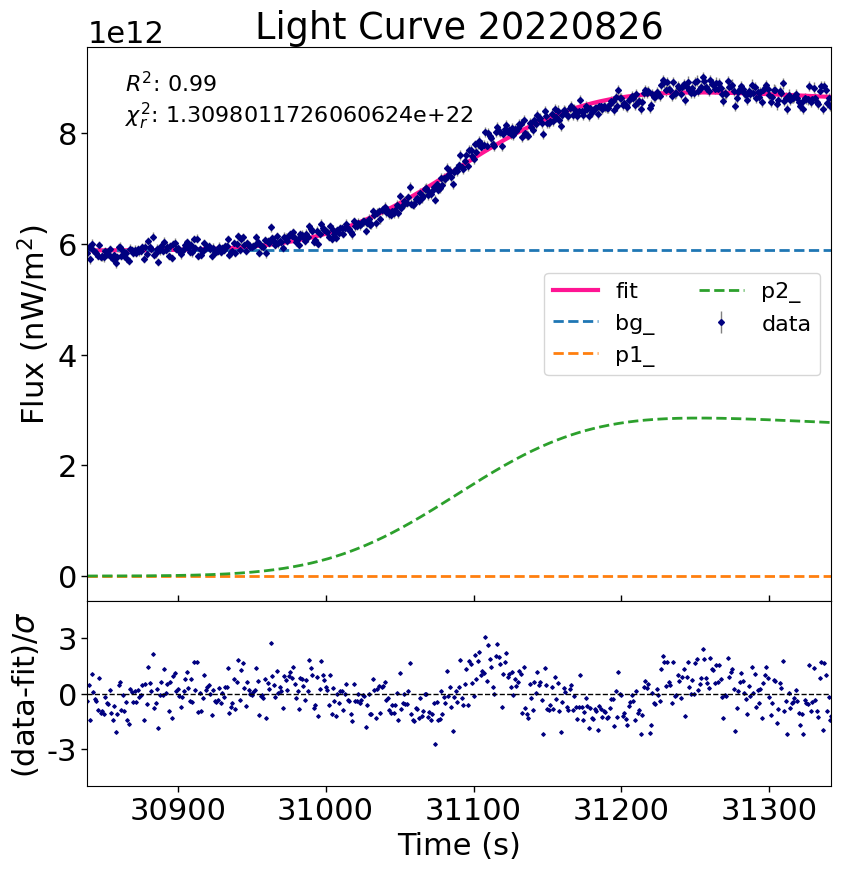 Light Curve 20220826
1e12
R²: 0.99
χ²ᵣ: 1.3098011726060624e+22
8
6
4
2
0
Flux (nW/m²)
fit
bg_
p1_
p2_
data
3
0
-3
(data-fit)/σ
30900 31000 31100 31200 31300
Time (s)